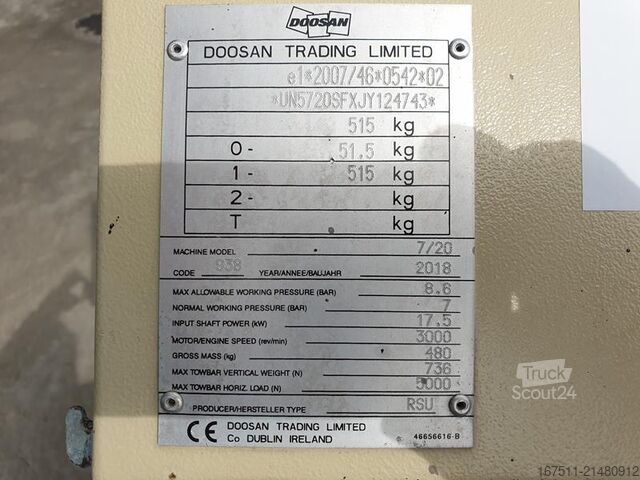 DOOSAN
DOOSAN TRADING LIMITED
e1*2007/46*0542*02
*UN5720SFXJY124743*
515 kg
0- 51.5 kg
1- 515 kg
2- kg
T kg
MACHINE MODEL 7/20
CODE 938 YEAR/ANNEE/BAUJAHR 2018
MAX ALLOWABLE WORKING PRESSURE (BAR) 8.6
NORMAL WORKING PRESSURE (BAR) 7
INPUT SHAFT POWER (kW) 17.5
MOTOR/ENGINE SPEED (rev/min) 3000
GROSS MASS (kg) 480
MAX TOWBAR VERTICAL WEIGHT (N) 736
MAX TOWBAR HORIZ. LOAD (N) 5000
PRODUCER/HERSTELLER TYPE RSU
CE DOOSAN TRADING LIMITED
Co DUBLIN IRELAND 46656616-B
Truck
Scout24
167511-21480912